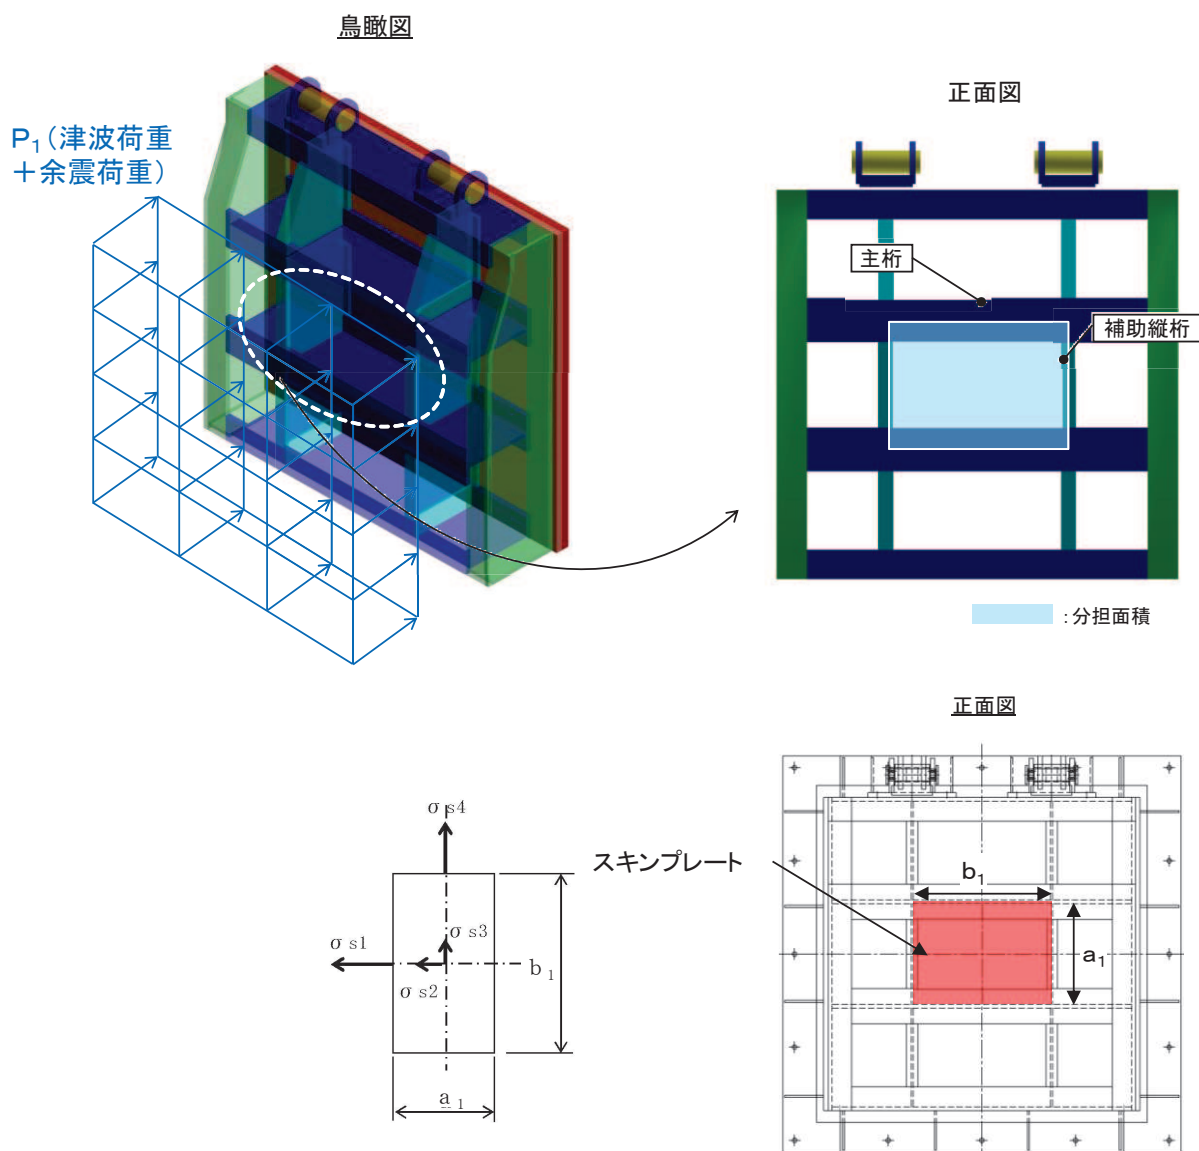 鳥瞰図
P₁(津波荷重
+余震荷重)
正面図
主桁
補助縦桁
:分担面積
正面図
スキンプレート
b₁
a₁
σ s4
σ s3
σ s1
σ s2
b 1
a 1